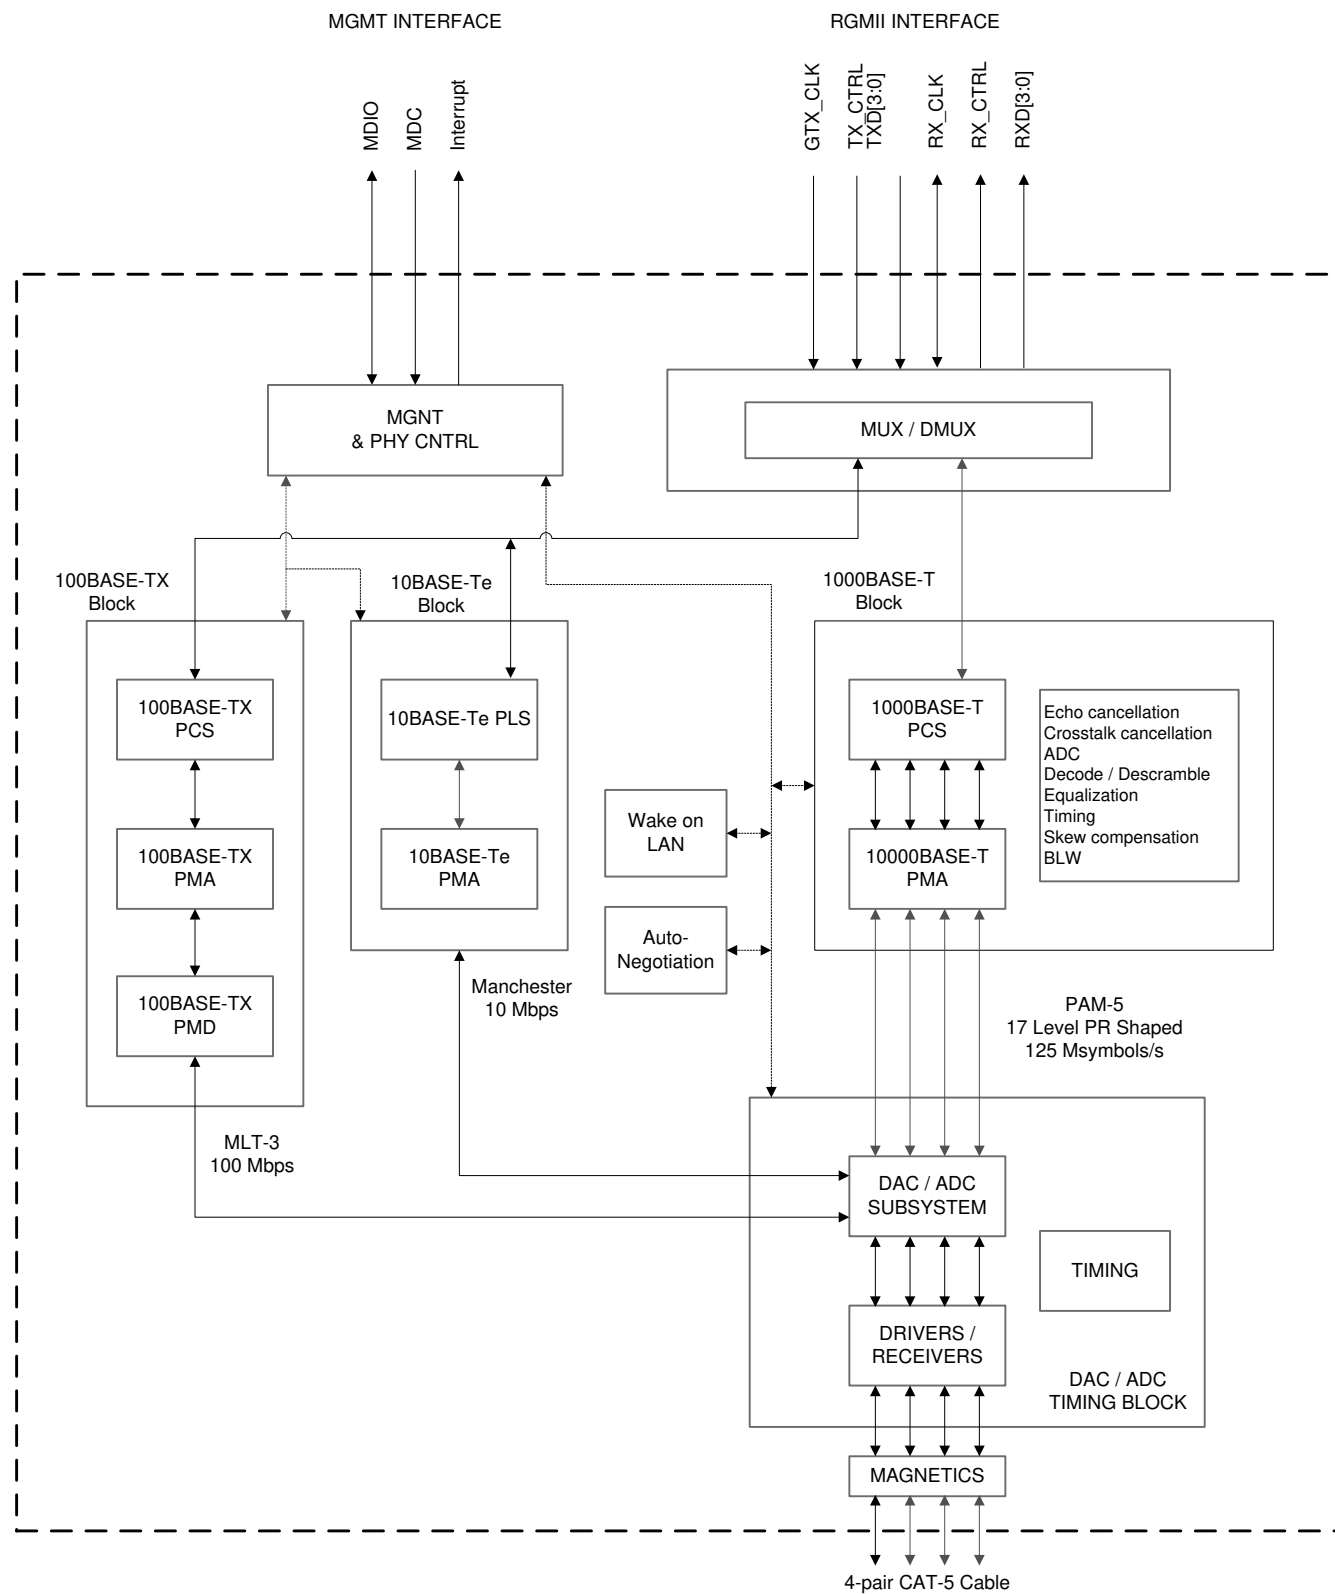 MGMT INTERFACE
RGMII INTERFACE
MDIO
MDC
Interrupt
GTX_CLK
TX_CTRL
TXD[3:0]
RX_CLK
RX_CTRL
RXD[3:0]
MGNT
& PHY CNTRL
MUX / DMUX
100BASE-TX
Block
10BASE-Te
Block
1000BASE-T
Block
100BASE-TX
PCS
10BASE-Te PLS
1000BASE-T
PCS
Echo cancellation
Crosstalk cancellation
ADC
Decode / Descramble
Equalization
Timing
Skew compensation
BLW
Wake on
LAN
100BASE-TX
PMA
10BASE-Te
PMA
10000BASE-T
PMA
Auto-
Negotiation
100BASE-TX
PMD
Manchester
10 Mbps
PAM-5
17 Level PR Shaped
125 Msymbols/s
MLT-3
100 Mbps
DAC / ADC
SUBSYSTEM
TIMING
DRIVERS /
RECEIVERS
DAC / ADC
TIMING BLOCK
MAGNETICS
4-pair CAT-5 Cable